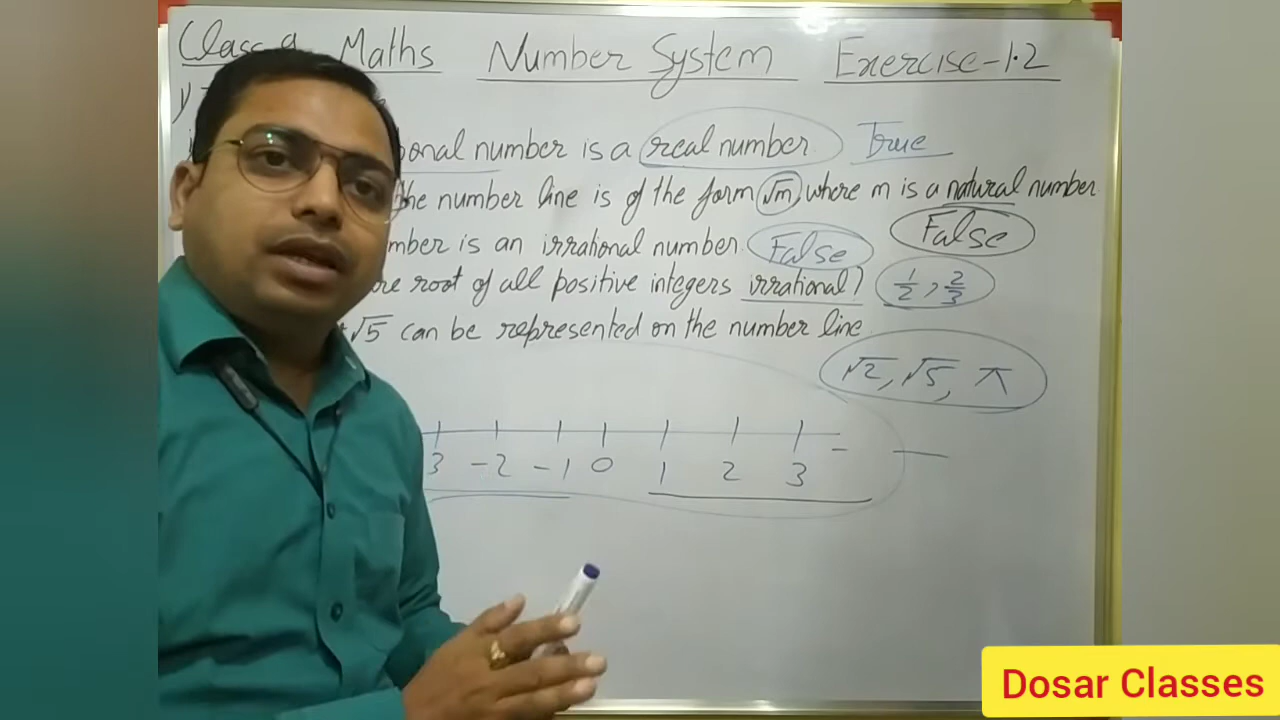 Class-9 Maths Number System Exercise-1.2
number is a real number True
the number line is of the form √m, where m is a natural number
is an irrational number False False
root of all positive integers irrational? 1/2, 2/3
√5 can be represented on the number line
√2, √5, π
3 -2 -1 0 1 2 3 -
Dosar Classes